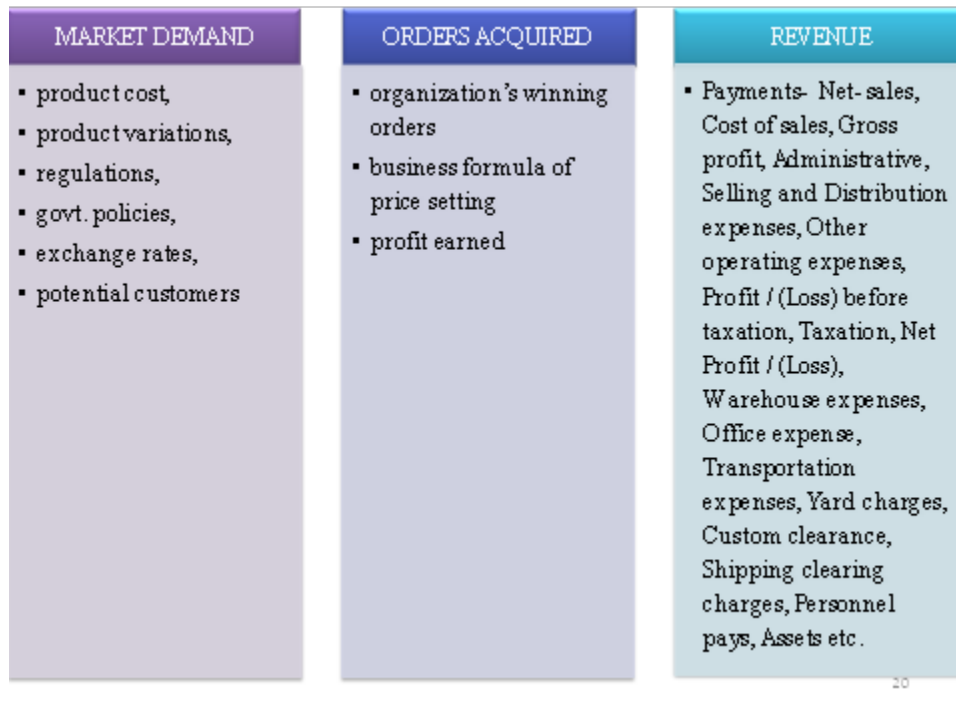 MARKET DEMAND
▪ product cost,
▪ product variations,
▪ regulations,
▪ govt. policies,
▪ exchange rates,
▪ potential customers
ORDERS ACQUIRED
▪ organization's winning
orders
▪ business formula of
price setting
▪ profit earned
REVENUE
▪ Payments- Net-sales,
Cost of sales, Gross
profit, Administrative,
Selling and Distribution
expenses, Other
operating expenses,
Profit / (Loss) before
taxation, Taxation, Net
Profit / (Loss),
Warehouse expenses,
Office expense,
Transportation
expenses, Yard charges,
Custom clearance,
Shipping clearing
charges, Personnel
pays, Assets etc.
20